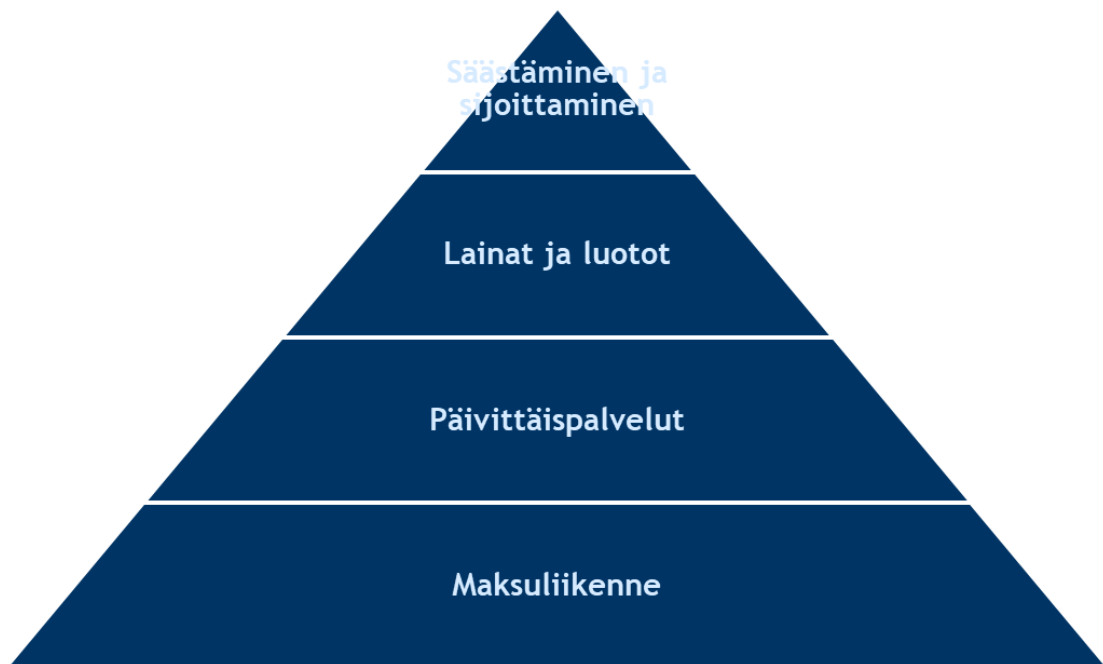 Säästäminen ja
sijoittaminen
Lainat ja luotot
Päivittäispalvelut
Maksuliikenne